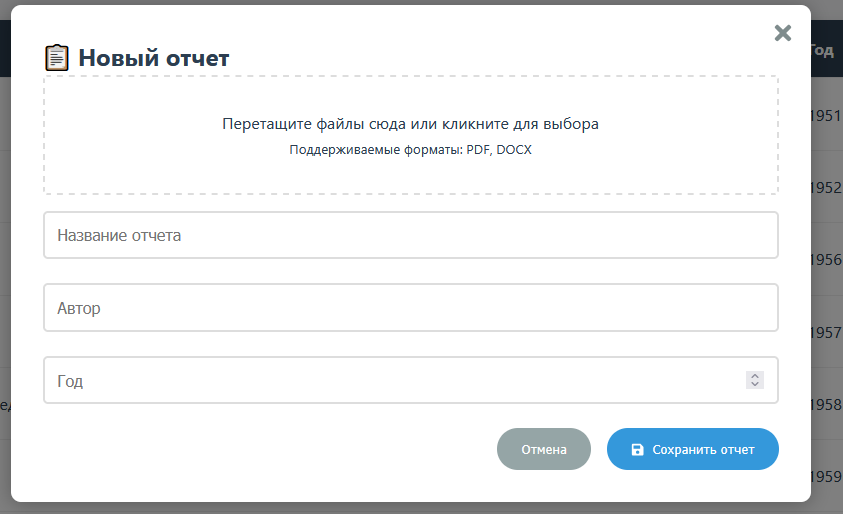 Новый отчет
Год
Перетащите файлы сюда или кликните для выбора
Поддерживаемые форматы: PDF, DOCX
Название отчета
Автор
Год
Отмена
Сохранить отчет
1951
1952
1956
1957
1958
1959